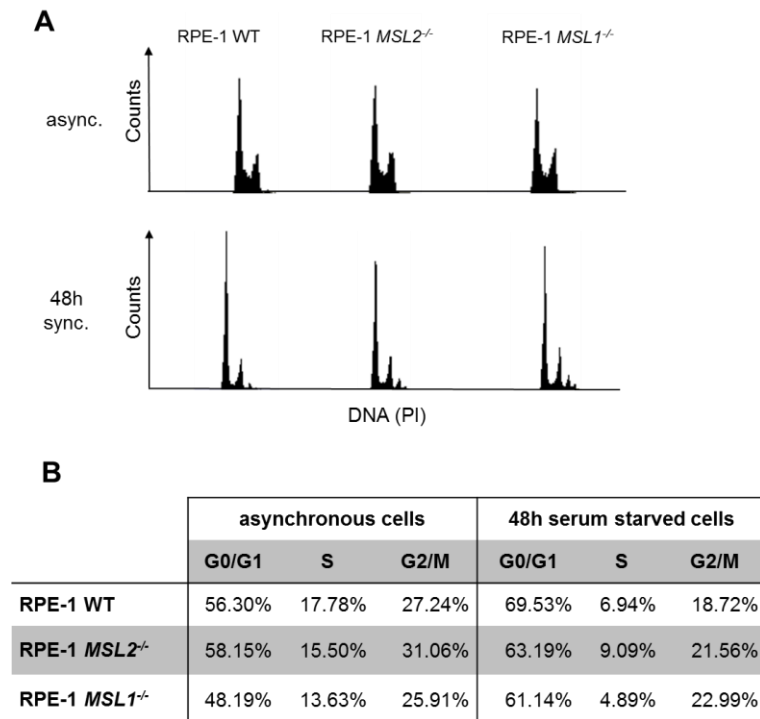 A
RPE-1 WT RPE-1 MSL2-/- RPE-1 MSL1-/-
async.
Counts
48h
sync.
Counts
DNA (PI)
B
asynchronous cells 48h serum starved cells
G0/G1 S G2/M G0/G1 S G2/M
RPE-1 WT 56.30% 17.78% 27.24% 69.53% 6.94% 18.72%
RPE-1 MSL2-/- 58.15% 15.50% 31.06% 63.19% 9.09% 21.56%
RPE-1 MSL1-/- 48.19% 13.63% 25.91% 61.14% 4.89% 22.99%